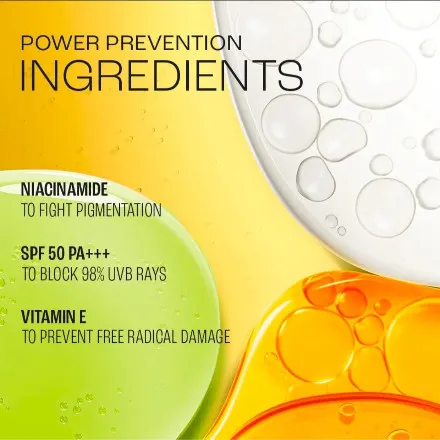 POWER PREVENTION
INGREDIENTS
NIACINAMIDE
TO FIGHT PIGMENTATION
SPF 50 PA+++
TO BLOCK 98% UVB RAYS
VITAMIN E
TO PREVENT FREE RADICAL DAMAGE